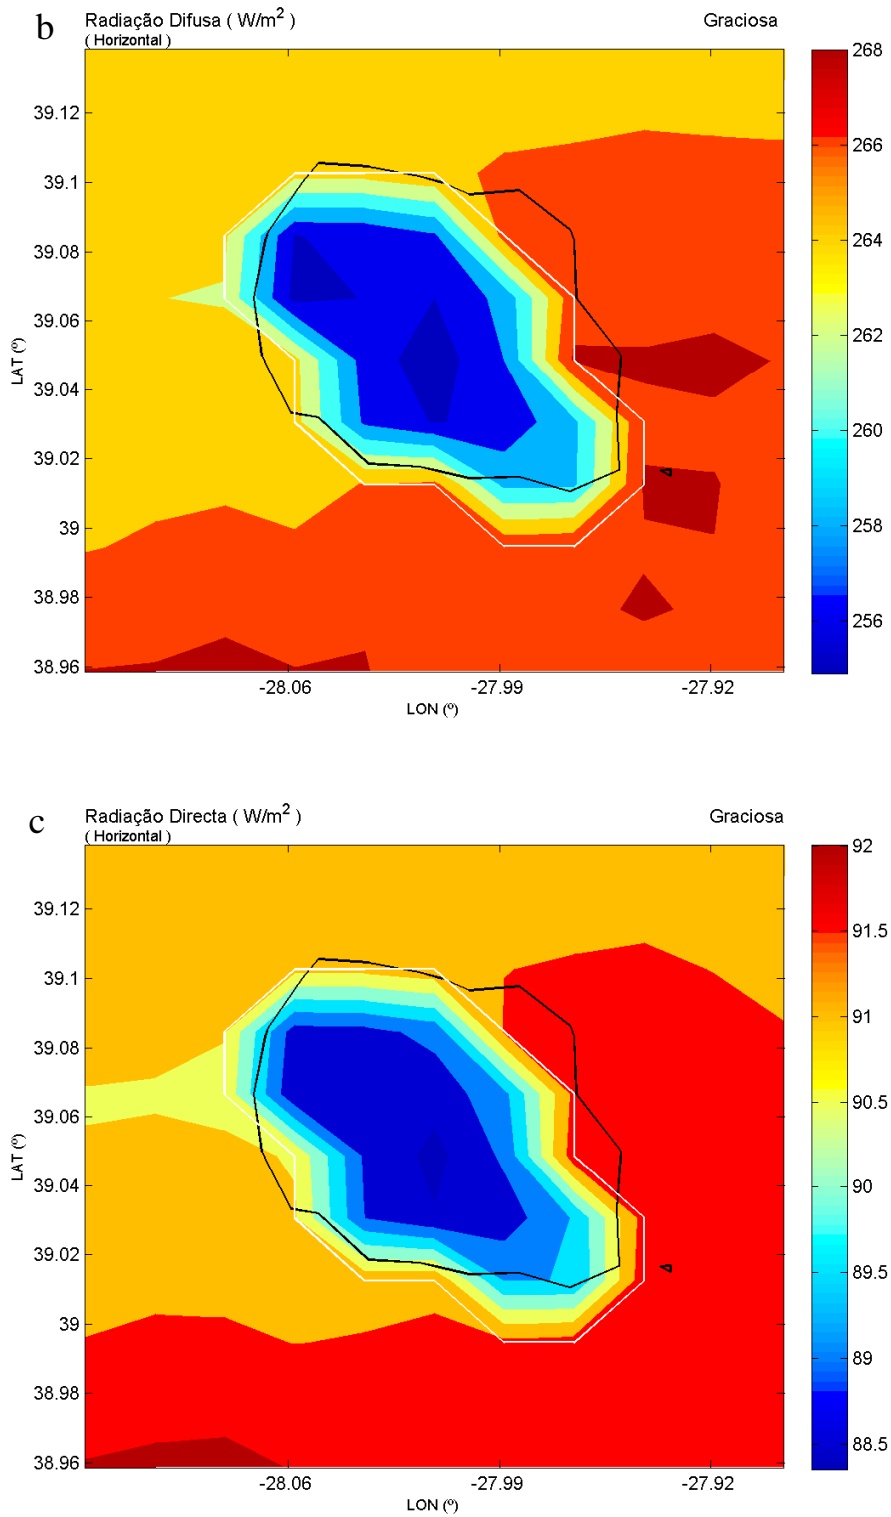 b
Radiação Difusa ( W/m² ) Graciosa
( Horizontal )
268
39.12
39.1
266
39.08
264
39.06
262
LAT (º)
39.04
260
39.02
39
258
38.98
256
38.96
-28.06 -27.99 -27.92
LON (º)
c
Radiação Directa ( W/m² ) Graciosa
( Horizontal )
92
39.12
91.5
39.1
91
39.08
90.5
39.06
LAT (º)
90
39.04
89.5
39.02
39
89
38.98
88.5
38.96
-28.06 -27.99 -27.92
LON (º)